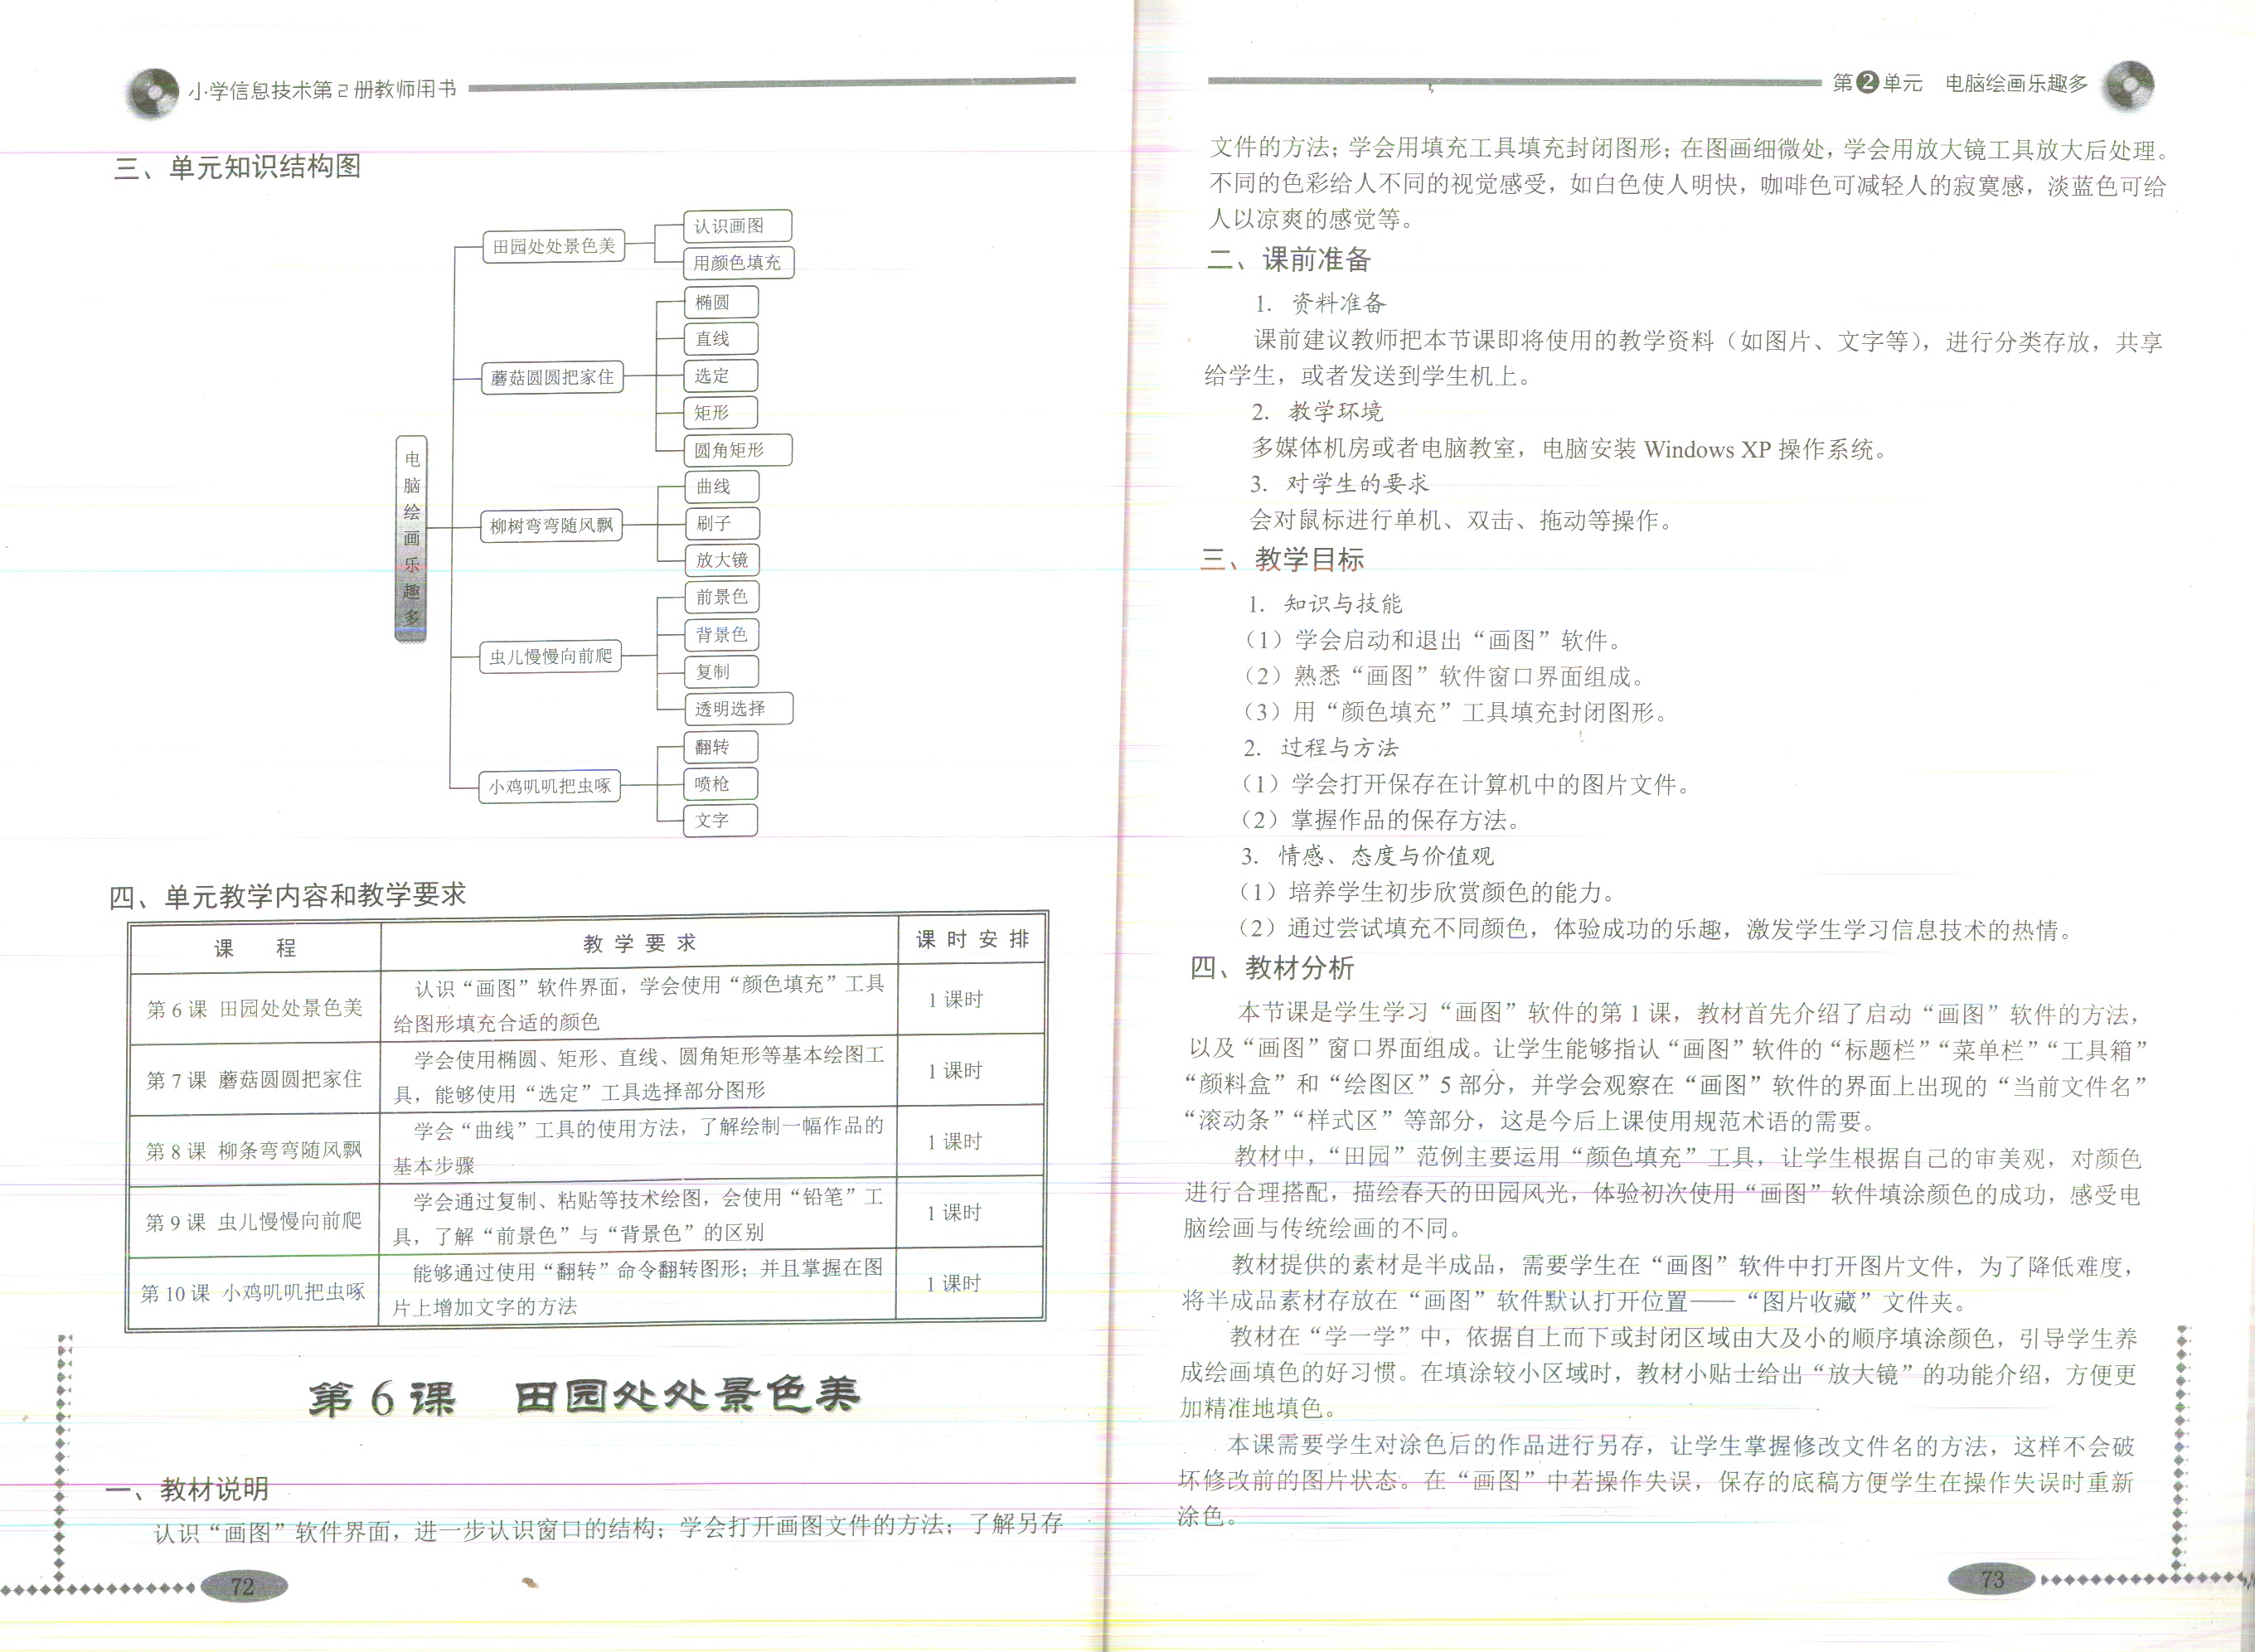 小学信息技术第2册教师用书
三、单元知识结构图
电脑绘画乐趣多
田园处处景色美
认识画图
用颜色填充
蘑菇圆圆把家住
椭圆
直线
选定
矩形
圆角矩形
柳树弯弯随风飘
曲线
刷子
放大镜
虫儿慢慢向前爬
前景色
背景色
复制
透明选择
小鸡叽叽把虫啄
翻转
喷枪
文字
四、单元教学内容和教学要求
课 程 教 学 要 求 课 时 安 排
第 6 课 田园处处景色美
认识“画图”软件界面，学会使用“颜色填充”工具
给图形填充合适的颜色
1 课时
第 7 课 蘑菇圆圆把家住
学会使用椭圆、矩形、直线、圆角矩形等基本绘图工
具，能够使用“选定”工具选择部分图形
1 课时
第 8 课 柳条弯弯随风飘
学会“曲线”工具的使用方法，了解绘制一幅作品的
基本步骤
1 课时
第 9 课 虫儿慢慢向前爬
学会通过复制、粘贴等技术绘图，会使用“铅笔”工
具，了解“前景色”与“背景色”的区别
1 课时
第 10 课 小鸡叽叽把虫啄
能够通过使用“翻转”命令翻转图形；并且掌握在图
片上增加文字的方法
1 课时
第 6 课 田园处处景色美
一、教材说明
认识“画图”软件界面，进一步认识窗口的结构；学会打开画图文件的方法；了解另存
72
第2单元 电脑绘画乐趣多
文件的方法；学会用填充工具填充封闭图形；在图画细微处，学会用放大镜工具放大后处理。
不同的色彩给人不同的视觉感受，如白色使人明快，咖啡色可减轻人的寂寞感，淡蓝色可给
人以凉爽的感觉等。
二、课前准备
1. 资料准备
课前建议教师把本节课即将使用的教学资料（如图片、文字等），进行分类存放，共享
给学生，或者发送到学生机上。
2. 教学环境
多媒体机房或者电脑教室，电脑安装 Windows XP 操作系统。
3. 对学生的要求
会对鼠标进行单机、双击、拖动等操作。
三、教学目标
1. 知识与技能
（1）学会启动和退出“画图”软件。
（2）熟悉“画图”软件窗口界面组成。
（3）用“颜色填充”工具填充封闭图形。
2. 过程与方法
（1）学会打开保存在计算机中的图片文件。
（2）掌握作品的保存方法。
3. 情感、态度与价值观
（1）培养学生初步欣赏颜色的能力。
（2）通过尝试填充不同颜色，体验成功的乐趣，激发学生学习信息技术的热情。
四、教材分析
本节课是学生学习“画图”软件的第 1 课，教材首先介绍了启动“画图”软件的方法，
以及“画图”窗口界面组成。让学生能够指认“画图”软件的“标题栏”“菜单栏”“工具箱”
“颜料盒”和“绘图区”5 部分，并学会观察在“画图”软件的界面上出现的“当前文件名”
“滚动条”“样式区”等部分，这是今后上课使用规范术语的需要。
教材中，“田园”范例主要运用“颜色填充”工具，让学生根据自己的审美观，对颜色
进行合理搭配，描绘春天的田园风光，体验初次使用“画图”软件填涂颜色的成功，感受电
脑绘画与传统绘画的不同。
教材提供的素材是半成品，需要学生在“画图”软件中打开图片文件，为了降低难度，
将半成品素材存放在“画图”软件默认打开位置——“图片收藏”文件夹。
教材在“学一学”中，依据自上而下或封闭区域由大及小的顺序填涂颜色，引导学生养
成绘画填色的好习惯。在填涂较小区域时，教材小贴士给出“放大镜”的功能介绍，方便更
加精准地填色。
本课需要学生对涂色后的作品进行另存，让学生掌握修改文件名的方法，这样不会破
坏修改前的图片状态。在“画图”中若操作失误，保存的底稿方便学生在操作失误时重新
涂色。
73